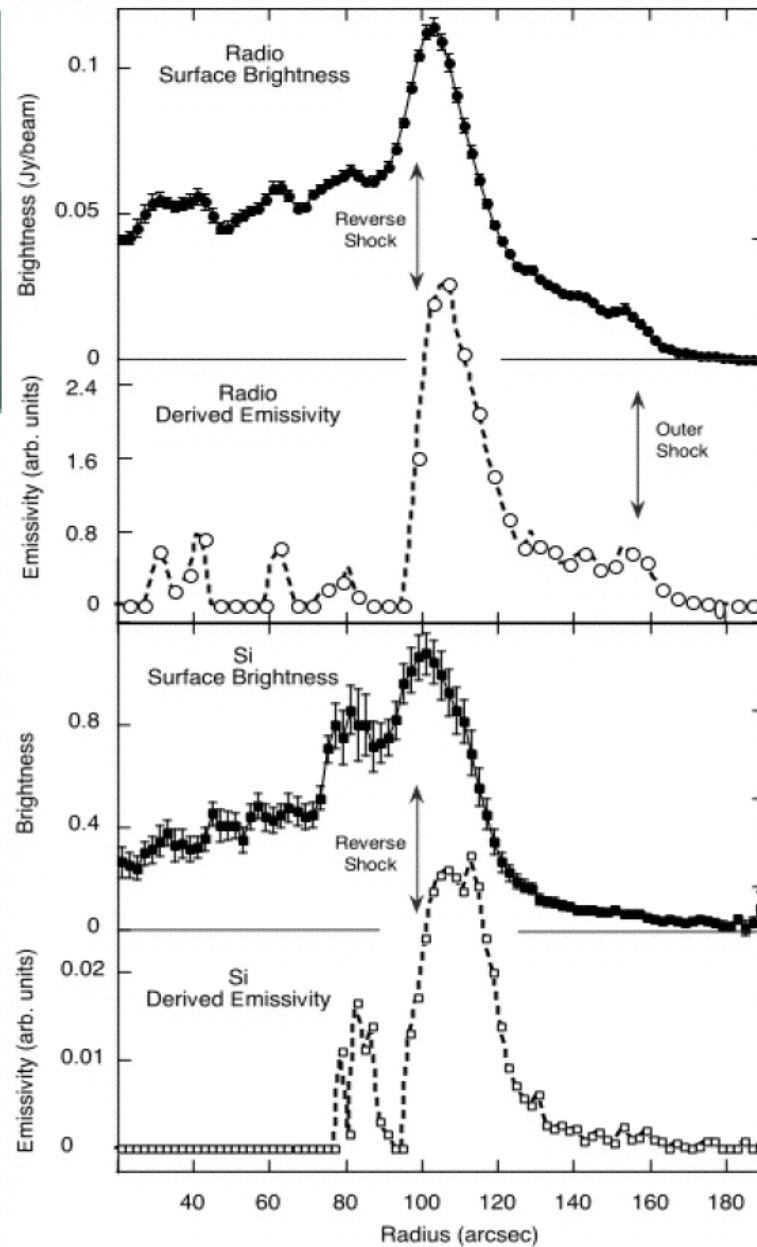 Radio
Surface Brightness
0.1
Brightness (Jy/beam)
0.05
Reverse
Shock
0
Radio
Derived Emissivity
2.4
Emissivity (arb. units)
1.6
Outer
Shock
0.8
0
Si
Surface Brightness
0.8
Brightness
0.4
Reverse
Shock
0
Si
Derived Emissivity
0.02
Emissivity (arb. units)
0.01
0
40 60 80 100 120 140 160 180
Radius (arcsec)